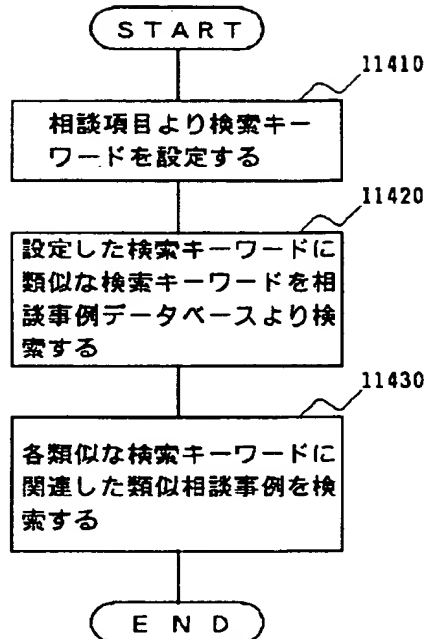 START
11410
相談項目より検索キー
ワードを設定する
11420
設定した検索キーワードに
類似な検索キーワードを相
談事例データベースより検
索する
11430
各類似な検索キーワードに
関連した類似相談事例を検
索する
END